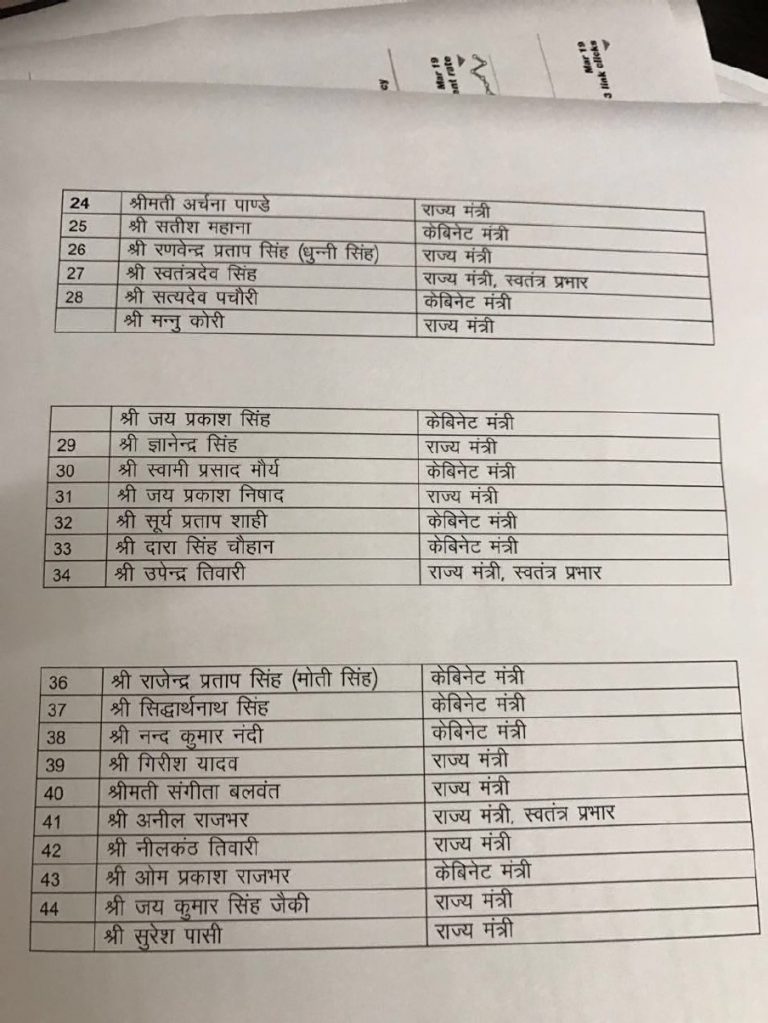 cy
Mar 19
ant rate
Mar 19
3 link clicks
24 श्रीमती अर्चना पाण्डे राज्य मंत्री
25 श्री सतीश महाना केबिनेट मंत्री
26 श्री रणवेन्द्र प्रताप सिंह (धुन्नी सिंह) राज्य मंत्री
27 श्री स्वतंत्रदेव सिंह राज्य मंत्री, स्वतंत्र प्रभार
28 श्री सत्यदेव पचौरी केबिनेट मंत्री
श्री मन्नु कोरी राज्य मंत्री
श्री जय प्रकाश सिंह केबिनेट मंत्री
29 श्री ज्ञानेन्द्र सिंह राज्य मंत्री
30 श्री स्वामी प्रसाद मौर्य केबिनेट मंत्री
31 श्री जय प्रकाश निषाद राज्य मंत्री
32 श्री सूर्य प्रताप शाही केबिनेट मंत्री
33 श्री दारा सिंह चौहान केबिनेट मंत्री
34 श्री उपेन्द्र तिवारी राज्य मंत्री, स्वतंत्र प्रभार
36 श्री राजेन्द्र प्रताप सिंह (मोती सिंह) केबिनेट मंत्री
37 श्री सिद्धार्थनाथ सिंह केबिनेट मंत्री
38 श्री नन्द कुमार नंदी केबिनेट मंत्री
39 श्री गिरीश यादव राज्य मंत्री
40 श्रीमती संगीता बलवंत राज्य मंत्री
41 श्री अनील राजभर राज्य मंत्री, स्वतंत्र प्रभार
42 श्री नीलकंठ तिवारी राज्य मंत्री
43 श्री ओम प्रकाश राजभर केबिनेट मंत्री
44 श्री जय कुमार सिंह जैकी राज्य मंत्री
श्री सुरेश पासी राज्य मंत्री